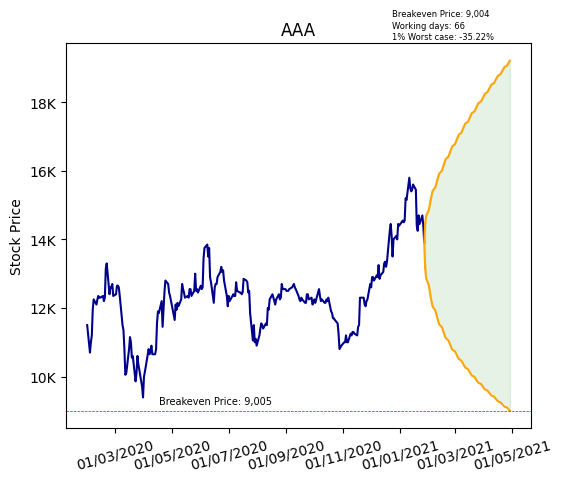 Breakeven Price: 9,004
Working days: 66
1% Worst case: -35.22%
AAA
Stock Price
18K
16K
14K
12K
10K
Breakeven Price: 9,005
01/03/2020
01/05/2020
01/07/2020
01/09/2020
01/11/2020
01/01/2021
01/03/2021
01/05/2021